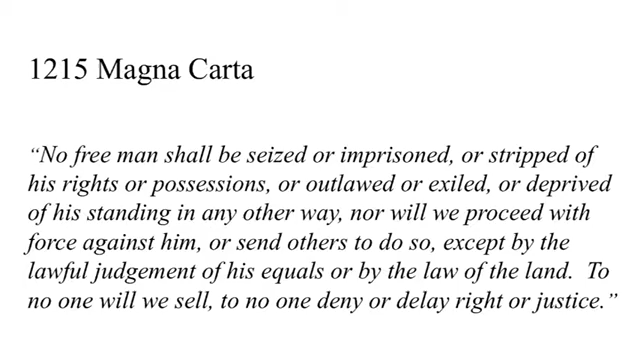 1215 Magna Carta
“No free man shall be seized or imprisoned, or stripped of
his rights or possessions, or outlawed or exiled, or deprived
of his standing in any other way, nor will we proceed with
force against him, or send others to do so, except by the
lawful judgement of his equals or by the law of the land.  To
no one will we sell, to no one deny or delay right or justice.”